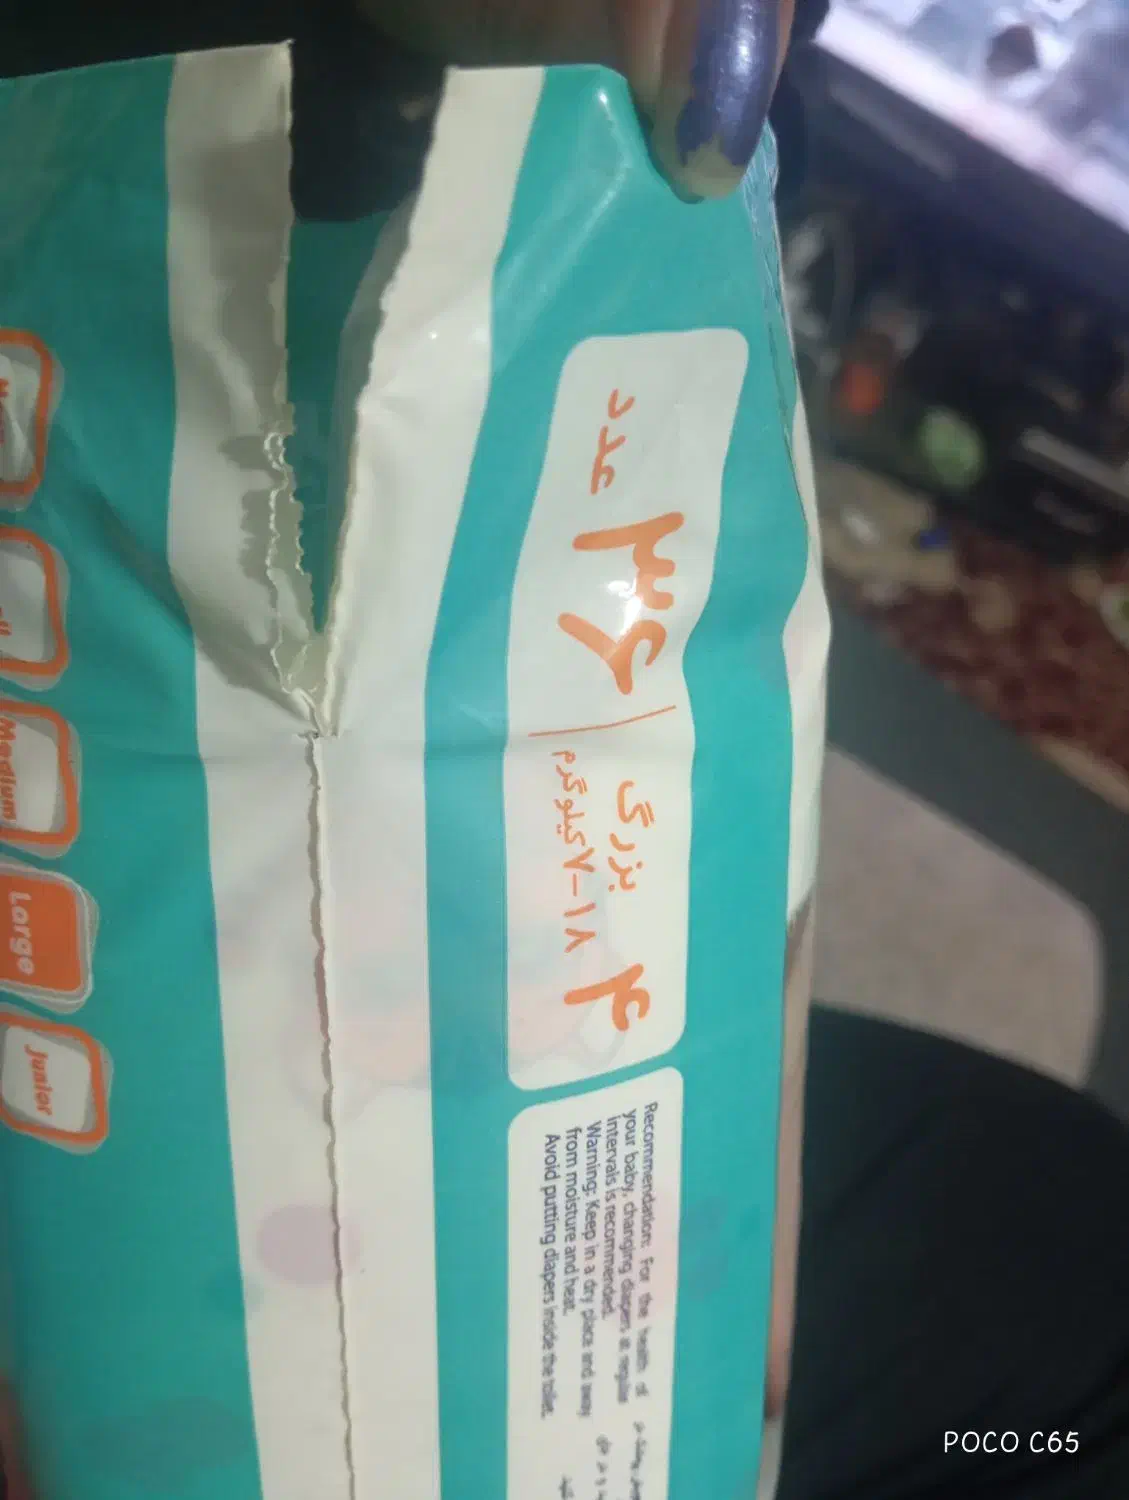 ۳۶ عدد
بزرگ
۷-۱۸ کیلوگرم
۴
Recommendation: For the health of
your baby, changing diapers at regular
intervals is recommended.
Warning: Keep in a dry place and away
from moisture and heat.
Avoid putting diapers inside the toilet.
Medium
Large
Junior
POCO C65